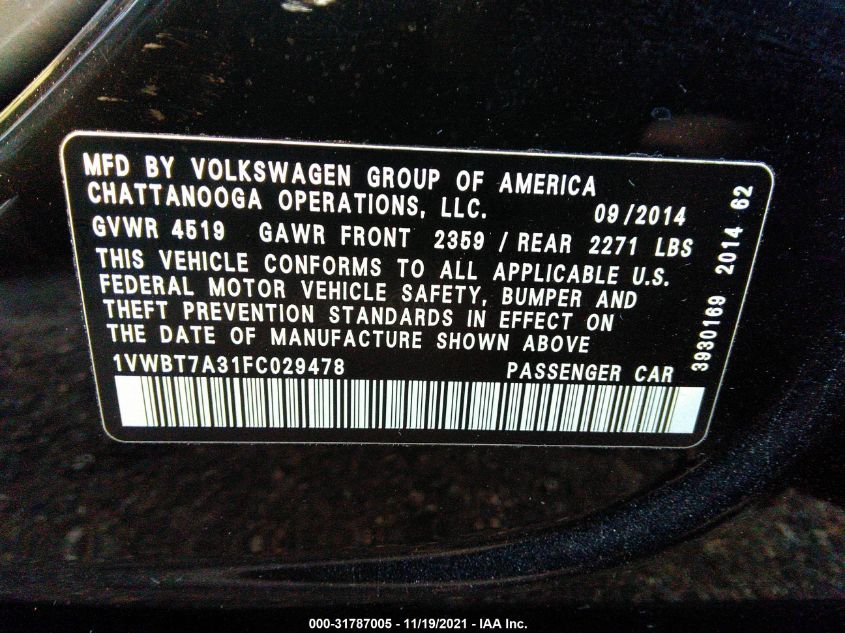 MFD BY VOLKSWAGEN GROUP OF AMERICA
CHATTANOOGA OPERATIONS, LLC. 09/2014
GVWR 4519 GAWR FRONT 2359 / REAR 2271 LBS
THIS VEHICLE CONFORMS TO ALL APPLICABLE U.S.
FEDERAL MOTOR VEHICLE SAFETY, BUMPER AND
THEFT PREVENTION STANDARDS IN EFFECT ON
THE DATE OF MANUFACTURE SHOWN ABOVE
1VWBT7A31FC029478 PASSENGER CAR
3930169 2014 62
000-31787005 - 11/19/2021 - IAA Inc.